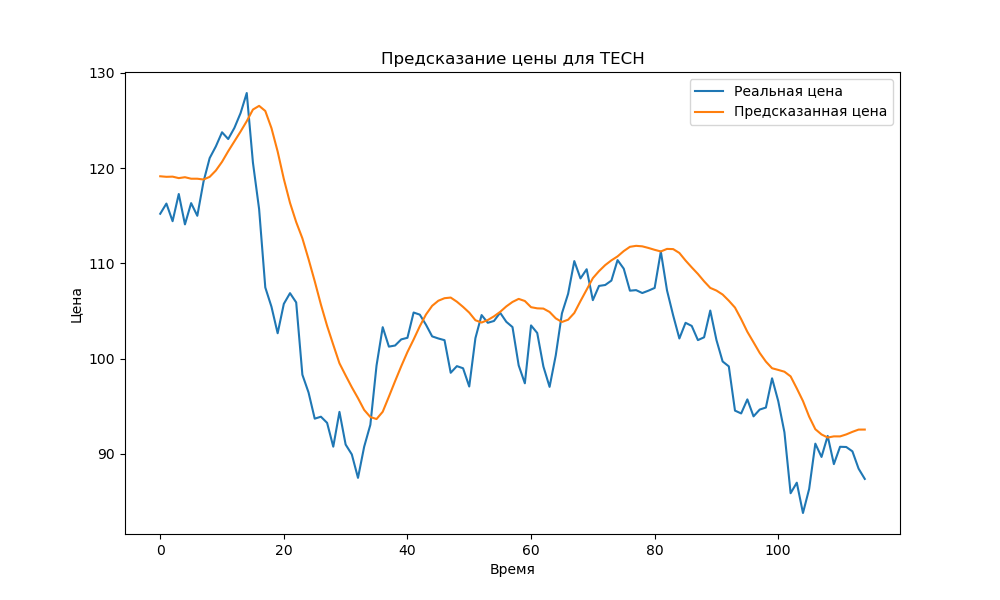 Предсказание цены для TECH
Реальная цена
Предсказанная цена
Цена
130
120
110
100
90
0 20 40 60 80 100
Время